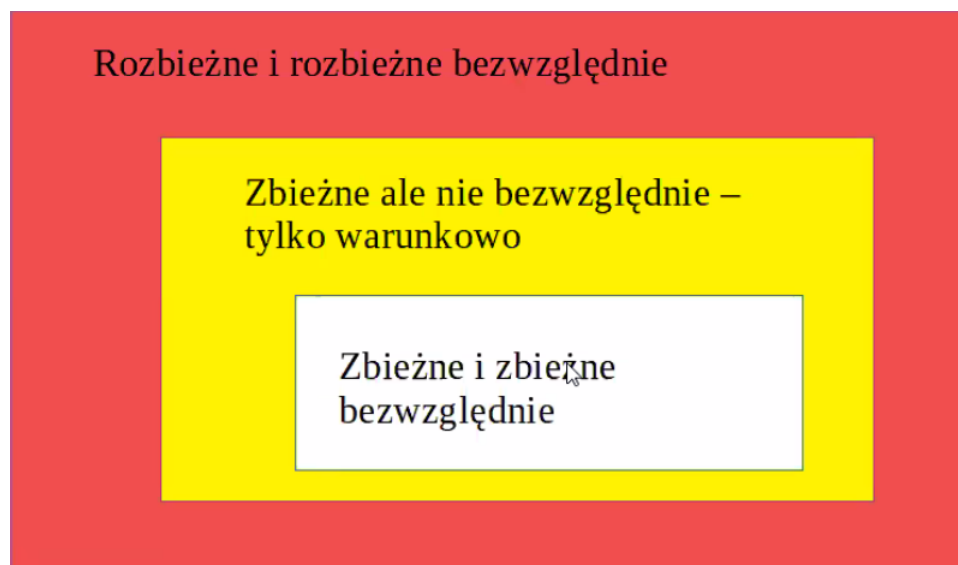 Rozbieżne i rozbieżne bezwzględnie
Zbieżne ale nie bezwzględnie –
tylko warunkowo
Zbieżne i zbieżne
bezwzględnie